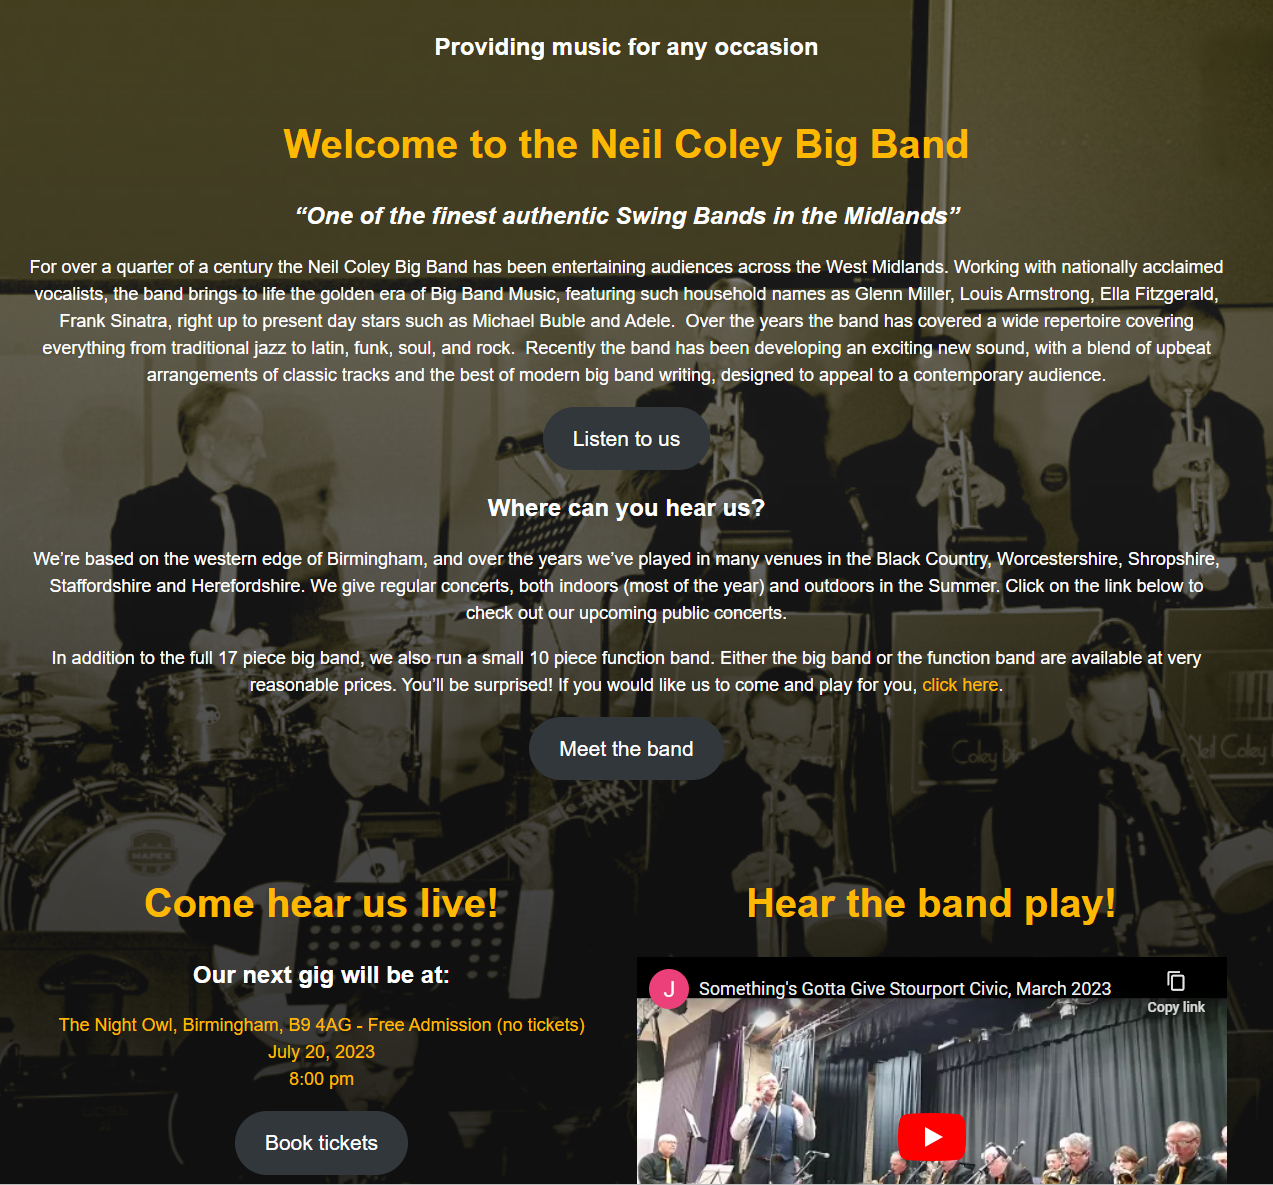 Providing music for any occasion
Welcome to the Neil Coley Big Band
“One of the finest authentic Swing Bands in the Midlands”
For over a quarter of a century the Neil Coley Big Band has been entertaining audiences across the West Midlands. Working with nationally acclaimed
vocalists, the band brings to life the golden era of Big Band Music, featuring such household names as Glenn Miller, Louis Armstrong, Ella Fitzgerald,
Frank Sinatra, right up to present day stars such as Michael Buble and Adele.  Over the years the band has covered a wide repertoire covering
everything from traditional jazz to latin, funk, soul, and rock.  Recently the band has been developing an exciting new sound, with a blend of upbeat
arrangements of classic tracks and the best of modern big band writing, designed to appeal to a contemporary audience.
Listen to us
Where can you hear us?
We’re based on the western edge of Birmingham, and over the years we’ve played in many venues in the Black Country, Worcestershire, Shropshire,
Staffordshire and Herefordshire. We give regular concerts, both indoors (most of the year) and outdoors in the Summer. Click on the link below to
check out our upcoming public concerts.
In addition to the full 17 piece big band, we also run a small 10 piece function band. Either the big band or the function band are available at very
reasonable prices. You’ll be surprised! If you would like us to come and play for you, click here.
Meet the band
Coley Big
Neil Coley
MAPEX
Come hear us live!
Our next gig will be at:
The Night Owl, Birmingham, B9 4AG - Free Admission (no tickets)
July 20, 2023
8:00 pm
Book tickets
Hear the band play!
J
Something's Gotta Give Stourport Civic, March 2023
Copy link